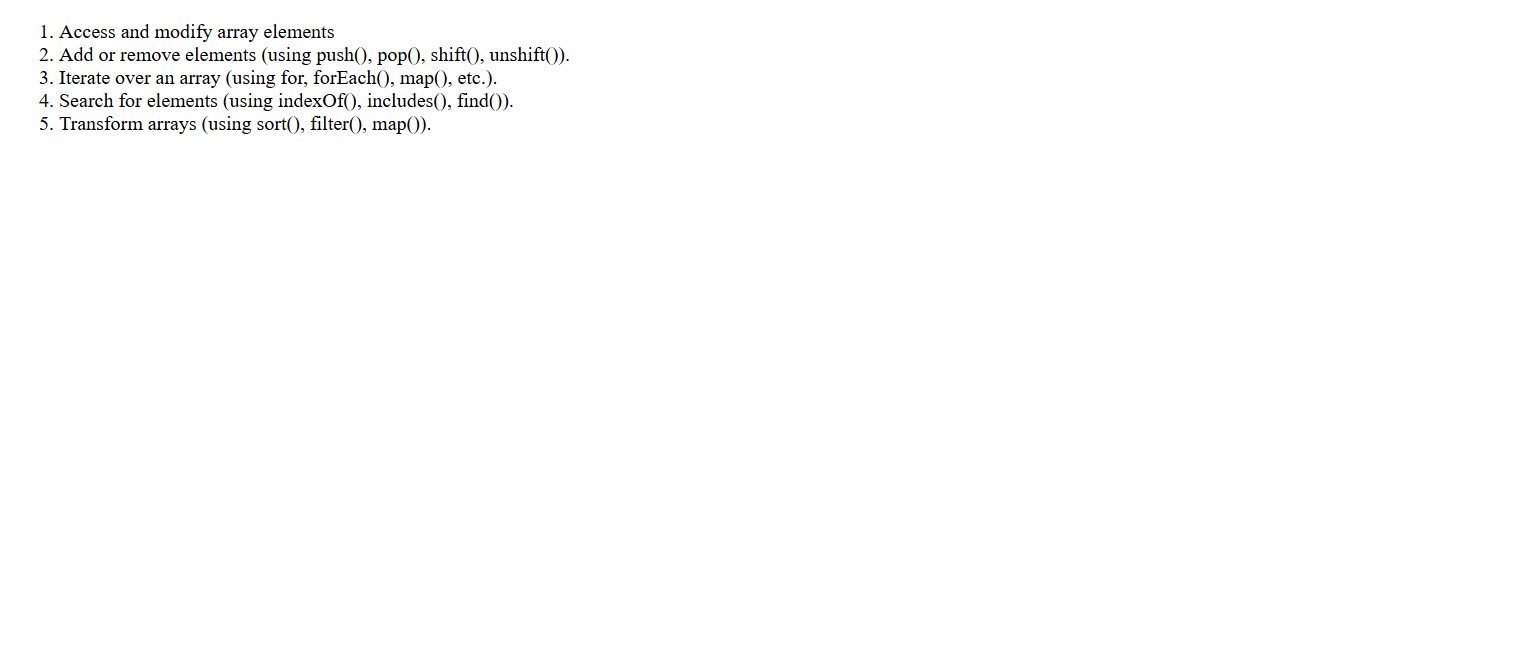 1. Access and modify array elements
2. Add or remove elements (using push(), pop(), shift(), unshift()).
3. Iterate over an array (using for, forEach(), map(), etc.).
4. Search for elements (using indexOf(), includes(), find()).
5. Transform arrays (using sort(), filter(), map()).